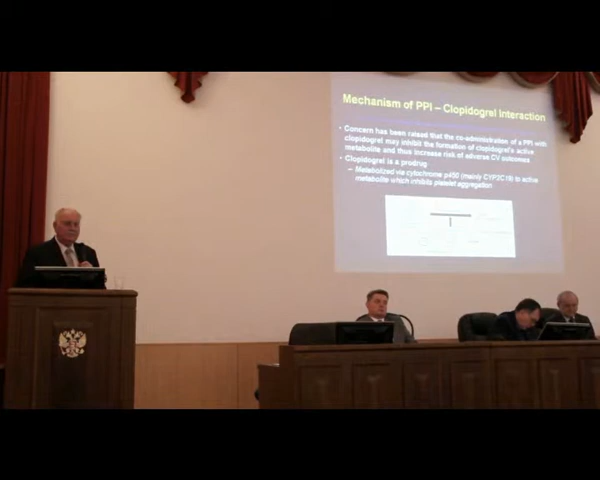 Mechanism of PPI – Clopidogrel Interaction
• Concern has been raised that the co-administration of a PPI with
clopidogrel may inhibit the formation of clopidogrel's active
metabolite and thus increase risk of adverse CV outcomes
• Clopidogrel is a prodrug
– Metabolized via cytochrome p450 (mainly CYP2C19) to active
metabolite which inhibits platelet aggregation